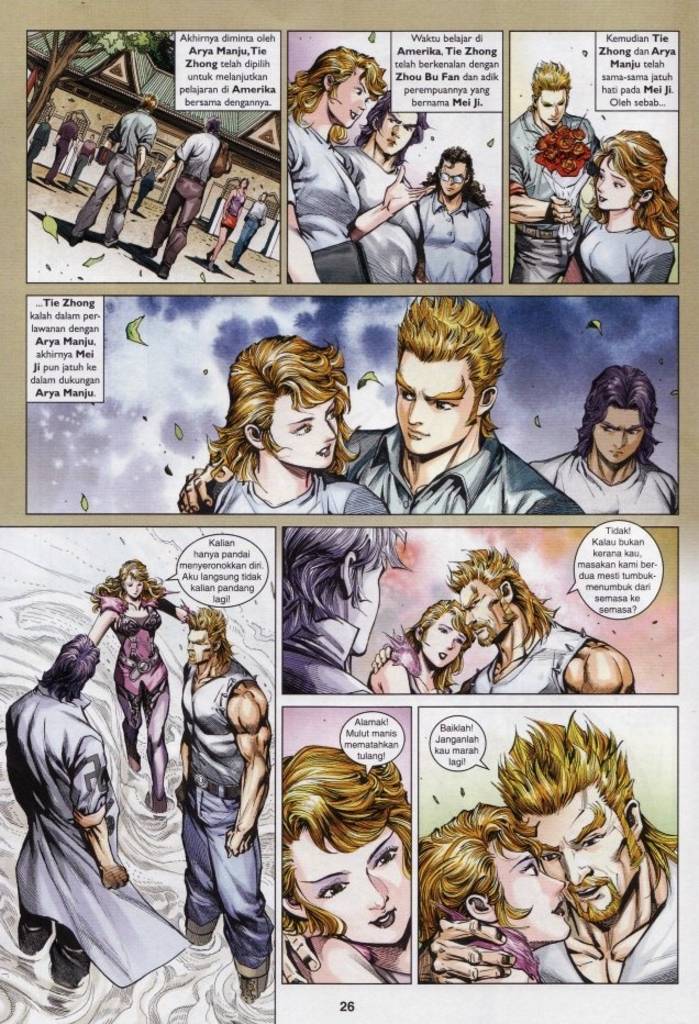 Akhirnya diminta oleh
Arya Manju, Tie
Zhong telah dipilih
untuk melanjutkan
pelajaran di Amerika
bersama dengannya.
Waktu belajar di
Amerika, Tie Zhong
telah berkenalan dengan
Zhou Bu Fan dan adik
perempuannya yang
bernama Mei Ji.
Kemudian Tie
Zhong dan Arya
Manju telah
sama-sama jatuh
hati pada Mei Ji.
Oleh sebab...
...Tie Zhong
kalah dalam per-
lawanan dengan
Arya Manju,
akhirnya Mei
Ji pun jatuh ke
dalam dukungan
Arya Manju.
Kalian
hanya pandai
menyeronokkan diri.
Aku langsung tidak
kalian pandang
lagi!
Tidak!
Kalau bukan
kerana kau,
masakan kami ber-
dua mesti tumbuk-
menumbuk dari
semasa ke
semasa?
Alamak!
Mulut manis
mematahkan
tulang!
Baiklah!
Janganlah
kau marah
lagi!
26